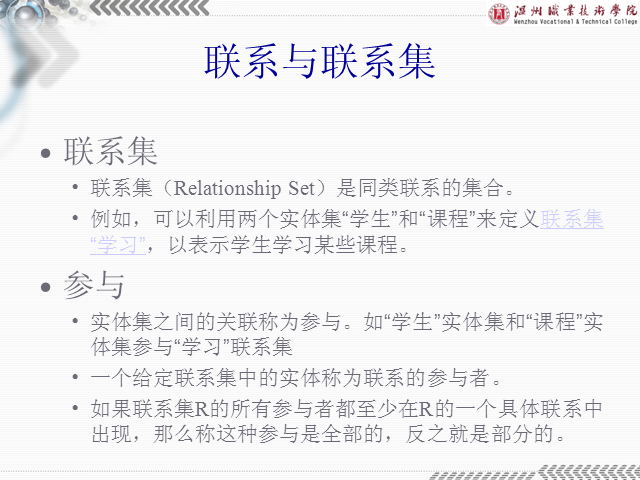 温州職業技術學院
Wenzhou Vocational & Technical College
联系与联系集
• 联系集
• 联系集（Relationship Set）是同类联系的集合。
• 例如，可以利用两个实体集“学生”和“课程”来定义联系集
“学习”，以表示学生学习某些课程。
• 参与
• 实体集之间的关联称为参与。如“学生”实体集和“课程”实
体集参与“学习”联系集
• 一个给定联系集中的实体称为联系的参与者。
• 如果联系集R的所有参与者都至少在R的一个具体联系中
出现，那么称这种参与是全部的，反之就是部分的。